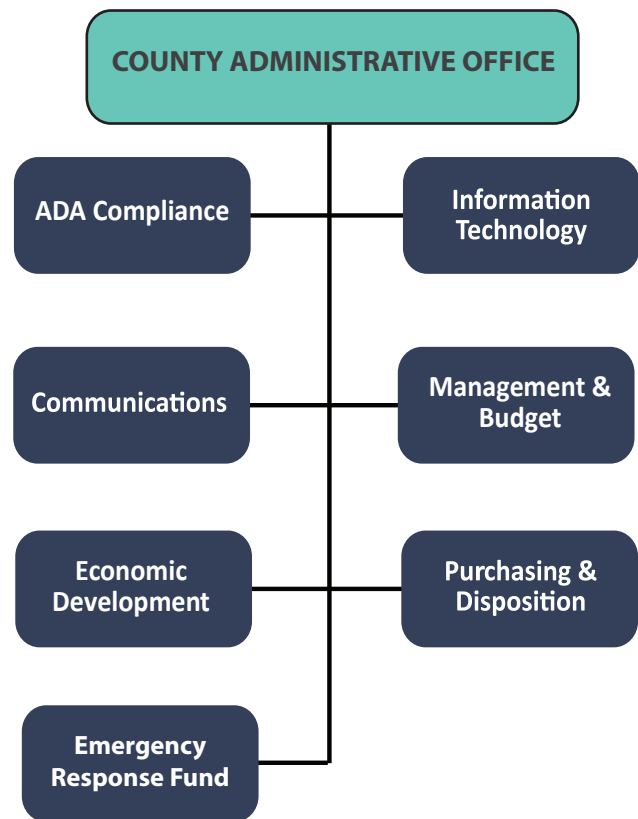 COUNTY ADMINISTRATIVE OFFICE
ADA Compliance
Information
Technology
Communications
Management &
Budget
Economic
Development
Purchasing &
Disposition
Emergency
Response Fund